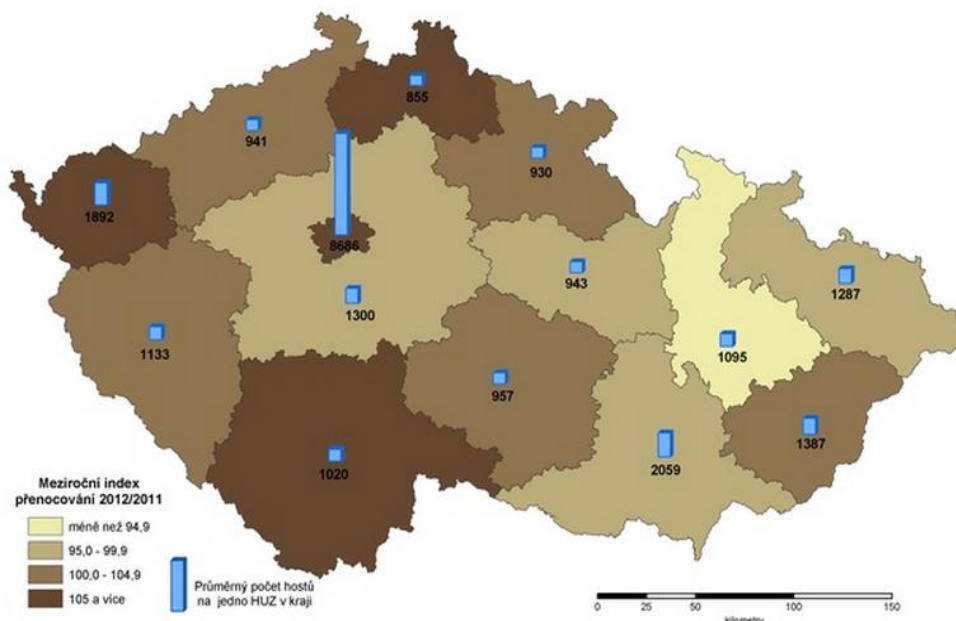 855
941
930
1892
8686
943
1287
1300
1133
1095
957
1387
1020
2059
Meziroční index
přenocování 2012/2011
méně než 94,9
95,0 - 99,9
100,0 - 104,9
105 a více
Průměrný počet hostů
na jedno HUZ v kraji
0 25 50 100 150
kilometry